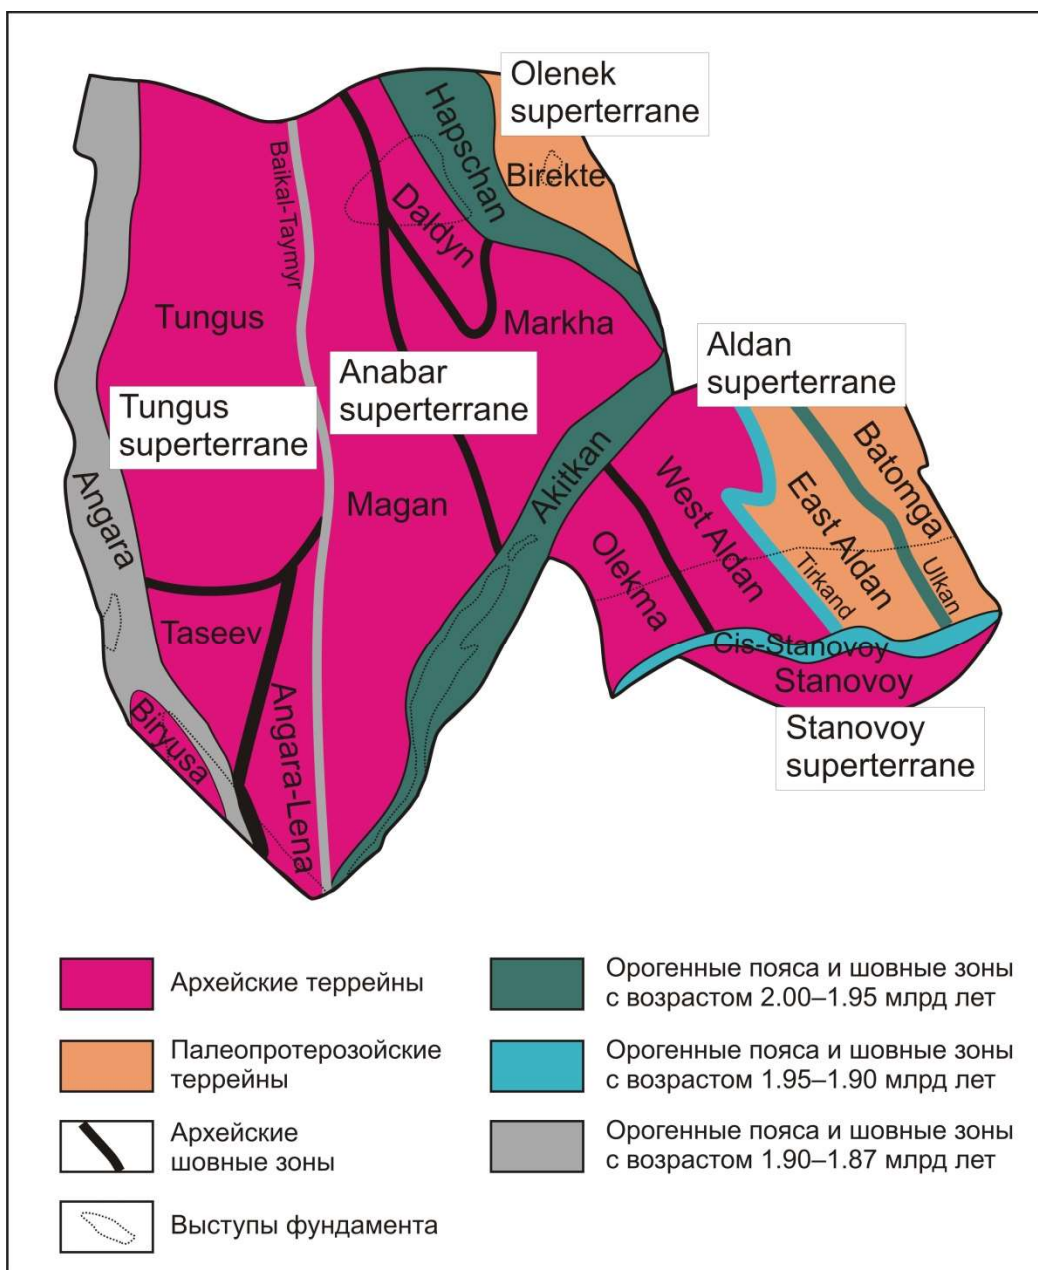 Olenek
superterrane
Hapschan
Birekte
Baikal-Taymyr
Daldyn
Tungus
Markha
Anabar
superterrane
Aldan
superterrane
Tungus
superterrane
Angara
Magan
Akitkan
West Aldan
East Aldan
Batomga
Olekma
Tirkand
Ulkan
Taseev
Cis-Stanovoy
Stanovoy
Biryusa
Angara-Lena
Stanovoy
superterrane
Архейские террейны
Палеопротерозойские
террейны
Архейские
шовные зоны
Выступы фундамента
Орогенные пояса и шовные зоны
с возрастом 2.00–1.95 млрд лет
Орогенные пояса и шовные зоны
с возрастом 1.95–1.90 млрд лет
Орогенные пояса и шовные зоны
с возрастом 1.90–1.87 млрд лет